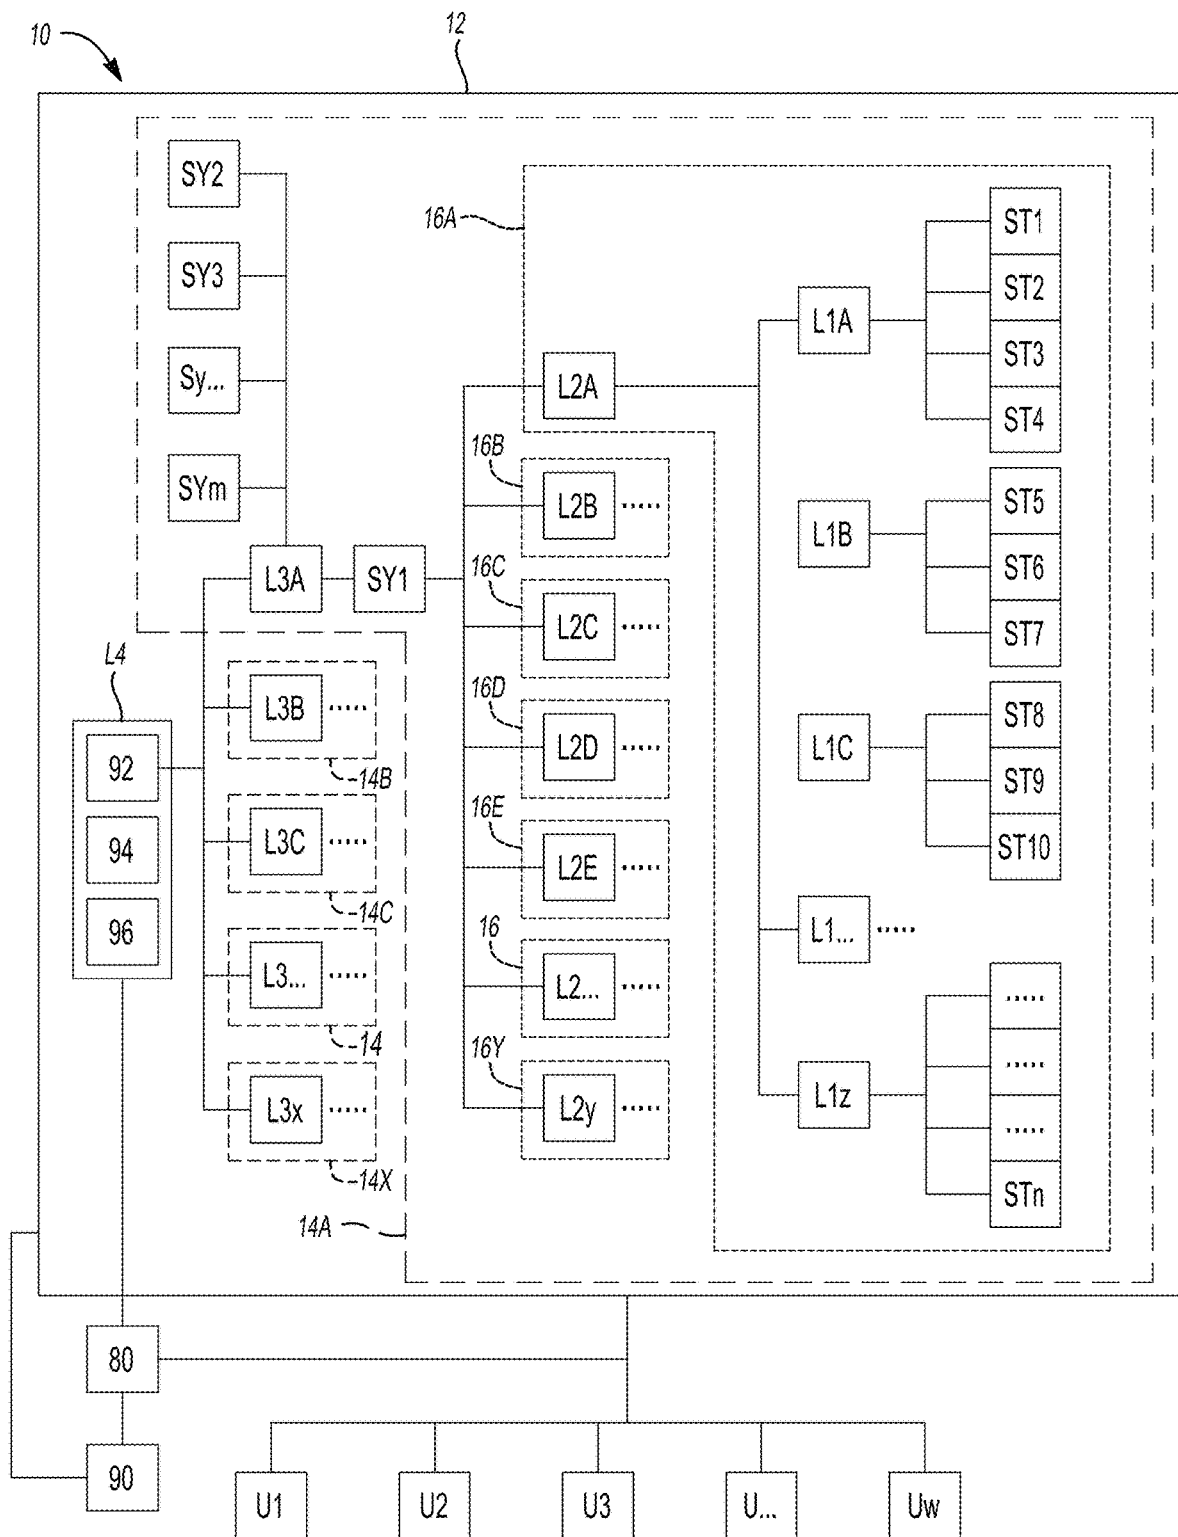 10
12
SY2
SY3
Sy...
SYm
L3A
SY1
16A
L2A
L1A
ST1
ST2
ST3
ST4
16B
L2B .....
L1B
ST5
ST6
ST7
16C
L2C .....
16D
L2D .....
L1C
ST8
ST9
ST10
16E
L2E .....
16
L2... .....
L1... .....
16Y
L2y .....
L1z
.....
.....
.....
STn
L4
92
94
96
L3B .....
14B
L3C .....
14C
L3... .....
14
L3x .....
14X
14A
80
90
U1
U2
U3
U...
Uw